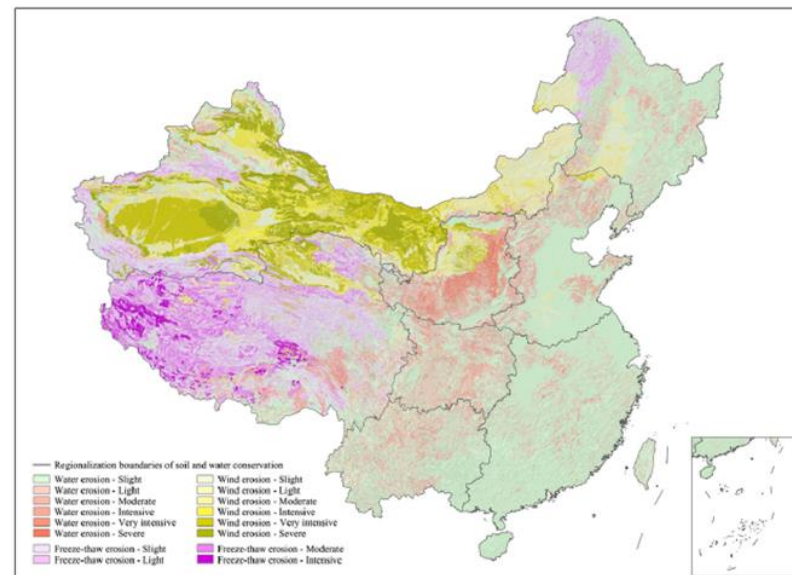 Regionalization boundaries of soil and water conservation
Water erosion - Slight
Water erosion - Light
Water erosion - Moderate
Water erosion - Intensive
Water erosion - Very intensive
Water erosion - Severe
Wind erosion - Slight
Wind erosion - Light
Wind erosion - Moderate
Wind erosion - Intensive
Wind erosion - Very intensive
Wind erosion - Severe
Freeze-thaw erosion - Slight
Freeze-thaw erosion - Light
Freeze-thaw erosion - Moderate
Freeze-thaw erosion - Intensive